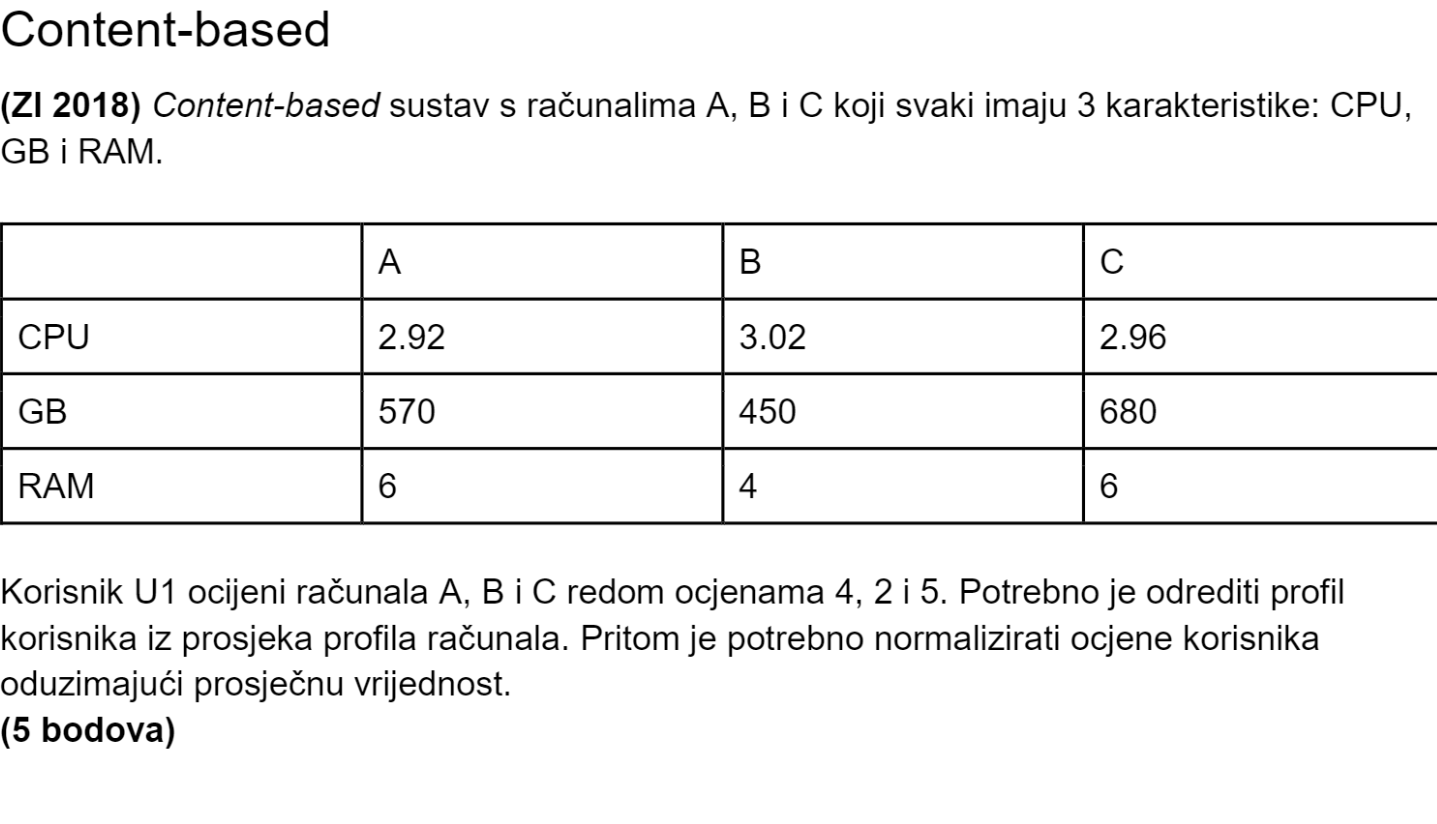 Content-based
(ZI 2018) Content-based sustav s računalima A, B i C koji svaki imaju 3 karakteristike: CPU,
GB i RAM.
A B C
CPU 2.92 3.02 2.96
GB 570 450 680
RAM 6 4 6
Korisnik U1 ocijeni računala A, B i C redom ocjenama 4, 2 i 5. Potrebno je odrediti profil
korisnika iz prosjeka profila računala. Pritom je potrebno normalizirati ocjene korisnika
oduzimajući prosječnu vrijednost.
(5 bodova)